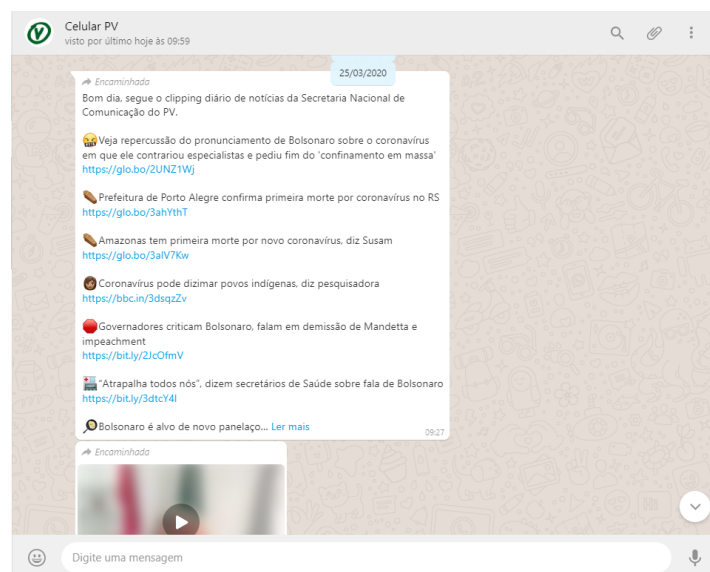 Celular PV
visto por último hoje às 09:59
25/03/2020
Encaminhada
Bom dia, segue o clipping diário de notícias da Secretaria Nacional de
Comunicação do PV.
Veja repercussão do pronunciamento de Bolsonaro sobre o coronavírus
em que ele contrariou especialistas e pediu fim do 'confinamento em massa'
https://glo.bo/2UNZ1Wj
Prefeitura de Porto Alegre confirma primeira morte por coronavírus no RS
https://glo.bo/3ahYthT
Amazonas tem primeira morte por novo coronavírus, diz Susam
https://glo.bo/3alV7Kw
Coronavírus pode dizimar povos indígenas, diz pesquisadora
https://bbc.in/3dsqzZv
Governadores criticam Bolsonaro, falam em demissão de Mandetta e
impeachment
https://bit.ly/2JcOfmV
"Atrapalha todos nós", dizem secretários de Saúde sobre fala de Bolsonaro
https://bit.ly/3dtcY4l
Bolsonaro é alvo de novo panelaço... Ler mais
09:27
Encaminhada
Digite uma mensagem